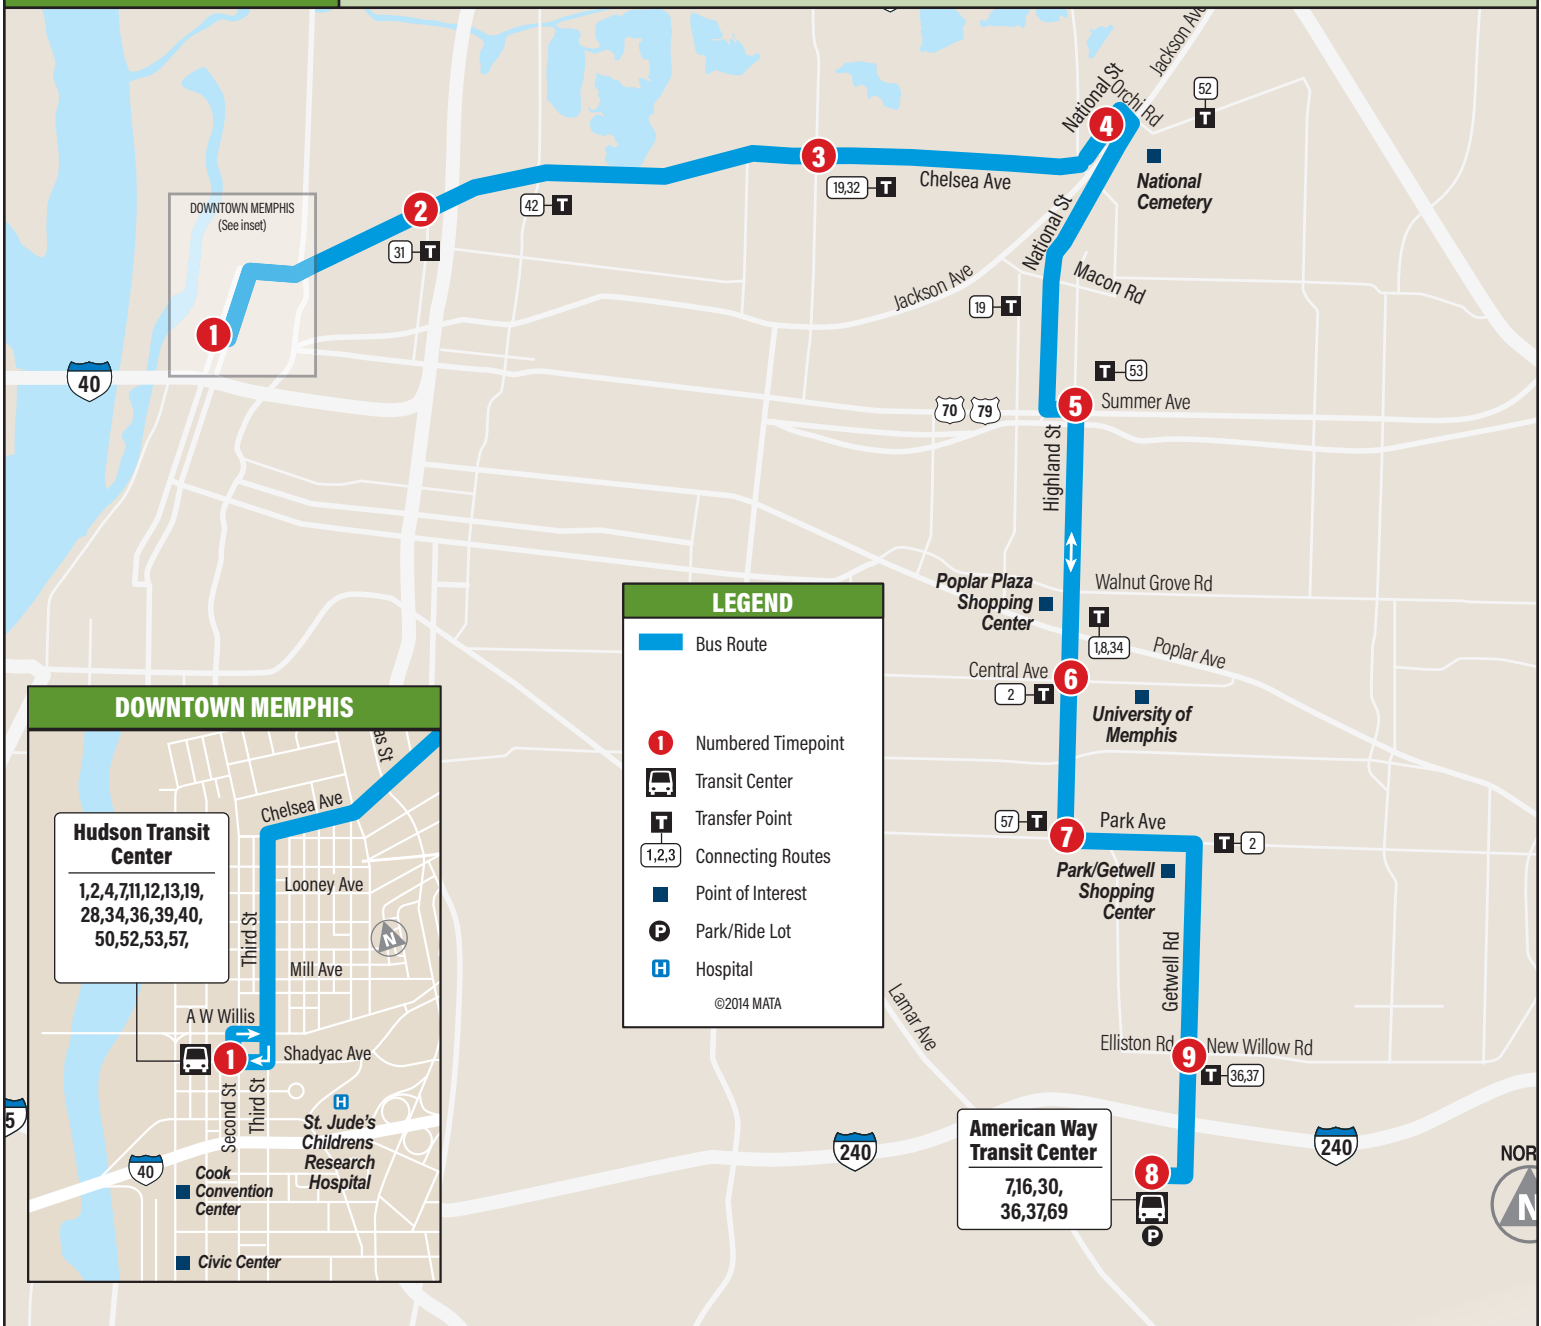 Jackson Ave
National St
Orchi Rd
52
T
4
3
Chelsea Ave
19,32
T
National
Cemetery
2
42
T
31
T
DOWNTOWN MEMPHIS
(See inset)
1
National St
Jackson Ave
Macon Rd
19
T
40
T
53
70
79
5
Summer Ave
Highland St
Poplar Plaza
Shopping
Center
Walnut Grove Rd
T
1,8,34
Poplar Ave
Central Ave
6
2
T
University of
Memphis
57
T
7
Park Ave
T
2
Park/Getwell
Shopping
Center
Getwell Rd
Lamar Ave
Elliston Rd
9
New Willow Rd
T
36,37
240
240
American Way
Transit Center
7,16,30,
36,37,69
8
P
NOR
N
5
LEGEND
Bus Route
1
Numbered Timepoint
Transit Center
T
Transfer Point
1,2,3
Connecting Routes
Point of Interest
P
Park/Ride Lot
H
Hospital
©2014 MATA
DOWNTOWN MEMPHIS
as St
Chelsea Ave
Hudson Transit
Center
1,2,4,7,11,12,13,19,
28,34,36,39,40,
50,52,53,57,
Looney Ave
Third St
N
Mill Ave
A W Willis
1
Shadyac Ave
Second St
Third St
H
St. Jude's
Childrens
Research
Hospital
40
Cook
Convention
Center
Civic Center